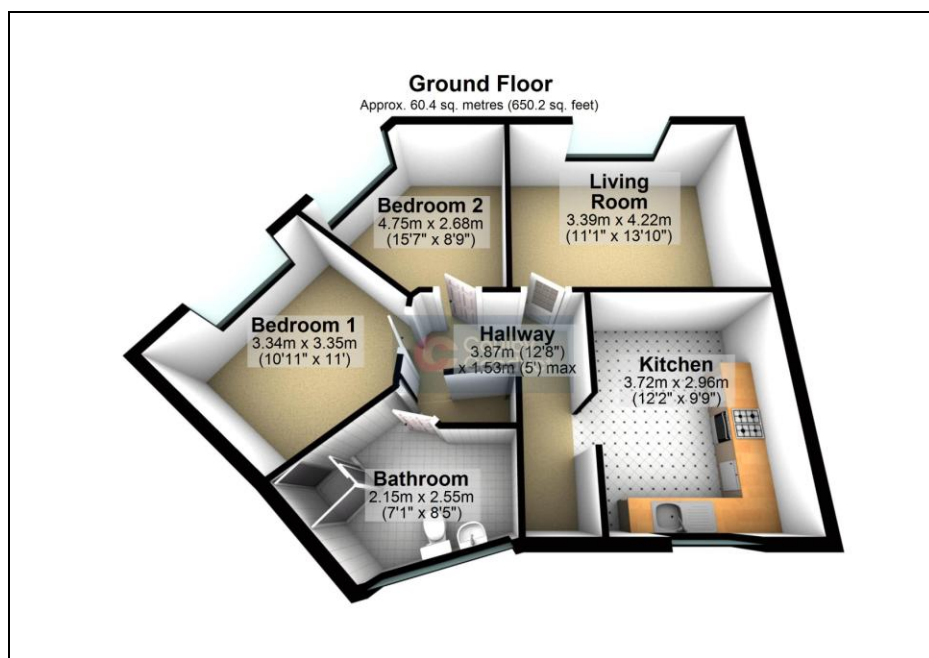 Ground Floor
Approx. 60.4 sq. metres (650.2 sq. feet)
Living
Room
3.39m x 4.22m
(11'1" x 13'10")
Bedroom 2
4.75m x 2.68m
(15'7" x 8'9")
Bedroom 1
3.34m x 3.35m
(10'11" x 11')
Hallway
3.87m (12'8")
x 1.53m (5') max
Kitchen
3.72m x 2.96m
(12'2" x 9'9")
Bathroom
2.15m x 2.55m
(7'1" x 8'5")